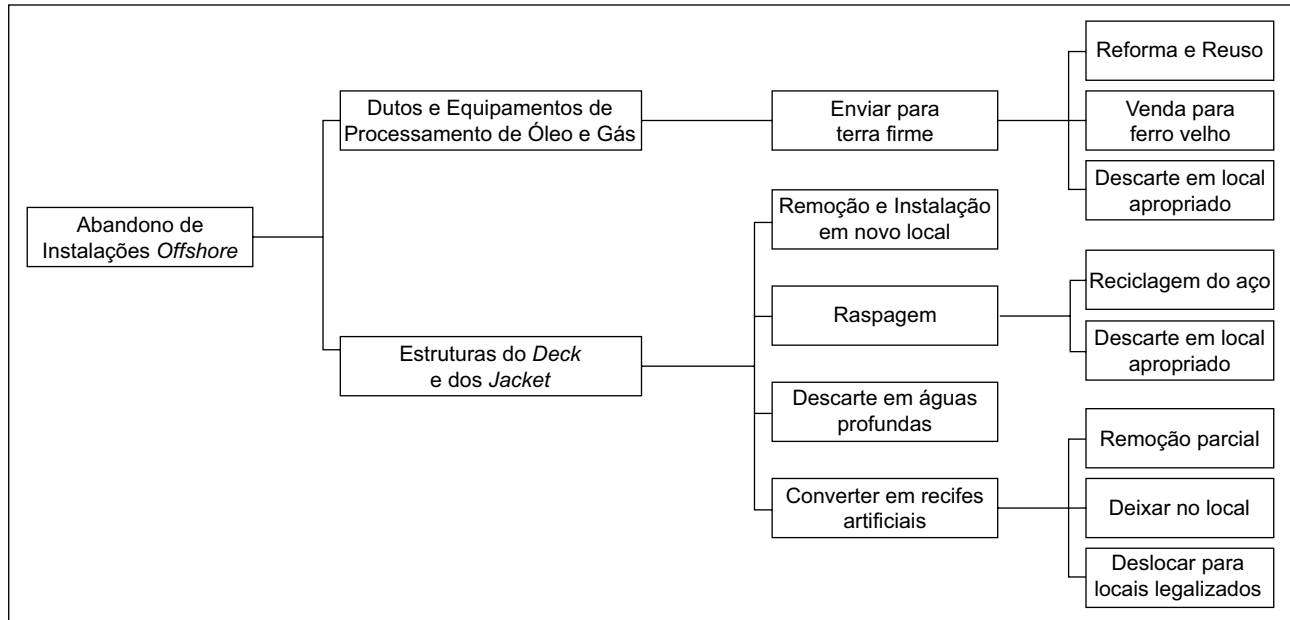 Abandono de
Instalações Offshore
Dutos e Equipamentos de
Processamento de Óleo e Gás
Enviar para
terra firme
Reforma e Reuso
Venda para
ferro velho
Descarte em local
apropriado
Estruturas do Deck
e dos Jacket
Remoção e Instalação
em novo local
Raspagem
Reciclagem do aço
Descarte em local
apropriado
Descarte em águas
profundas
Converter em recifes
artificiais
Remoção parcial
Deixar no local
Deslocar para
locais legalizados